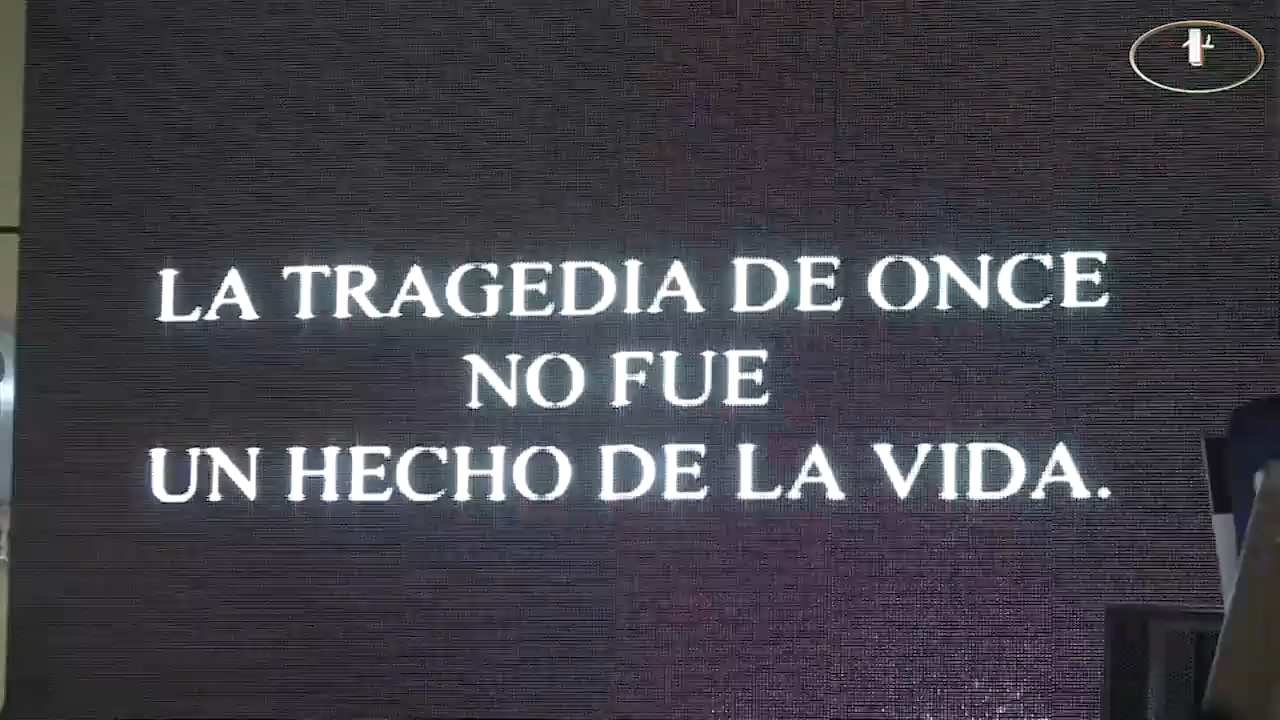 LA TRAGEDIA DE ONCE
NO FUE
UN HECHO DE LA VIDA.